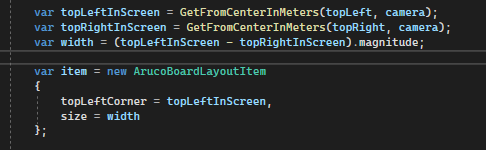 var topLeftInScreen = GetFromCenterInMeters(topLeft, camera);
var topRightInScreen = GetFromCenterInMeters(topRight, camera);
var width = (topLeftInScreen - topRightInScreen).magnitude;
var item = new ArucoBoardLayoutItem
{
topLeftCorner = topLeftInScreen,
size = width
};